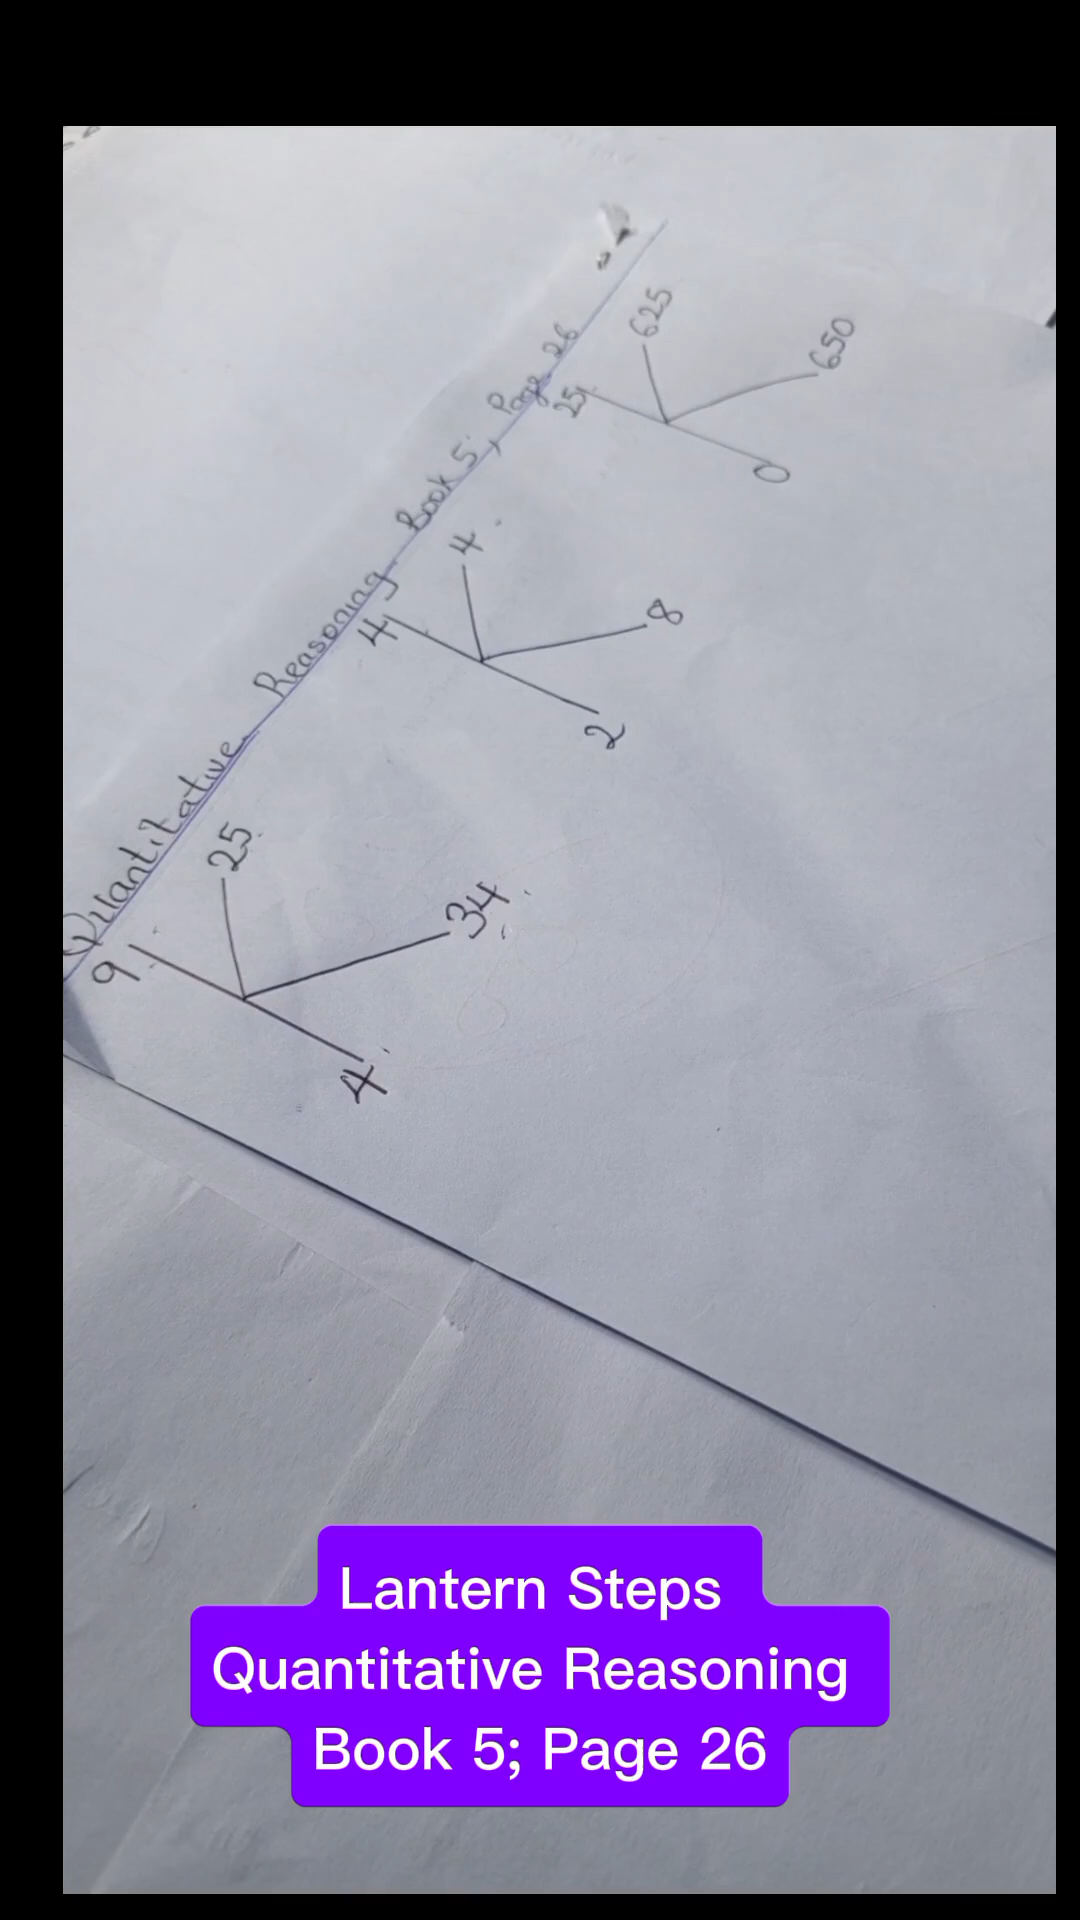 Quantitative Reasoning Book 5, Page 26
9 25 34 4
4 4 8 2
25 625 650 0
Lantern Steps
Quantitative Reasoning
Book 5; Page 26